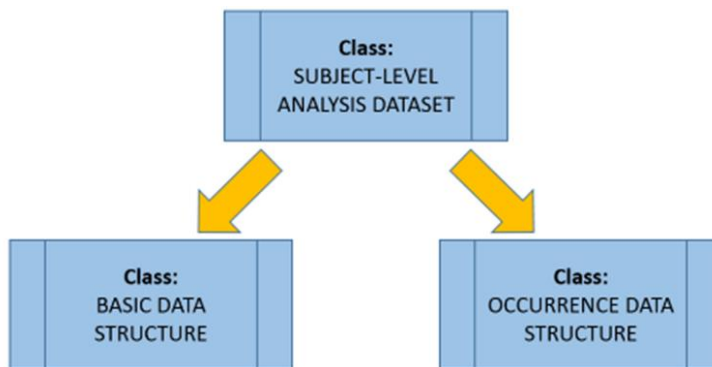 Class:
SUBJECT-LEVEL
ANALYSIS DATASET
Class:
BASIC DATA
STRUCTURE
Class:
OCCURRENCE DATA
STRUCTURE